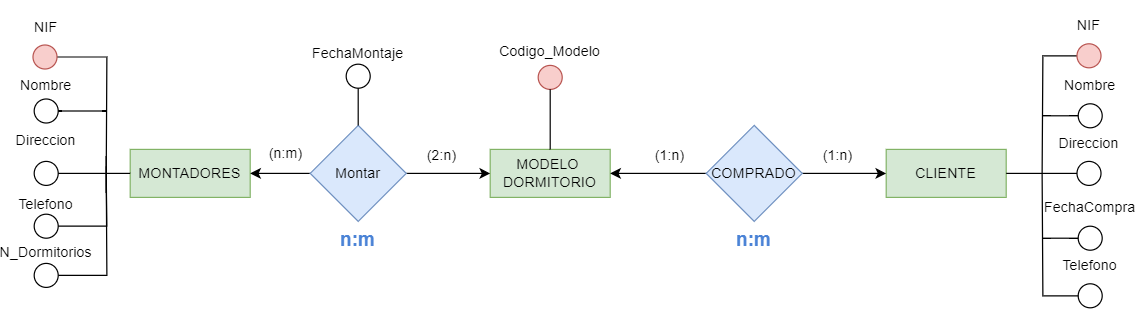 NIF
Nombre
Direccion
Telefono
N_Dormitorios
MONTADORES
(n:m)
FechaMontaje
Montar
n:m
(2:n)
Codigo_Modelo
MODELO
DORMITORIO
(1:n)
COMPRADO
n:m
(1:n)
CLIENTE
NIF
Nombre
Direccion
FechaCompra
Telefono